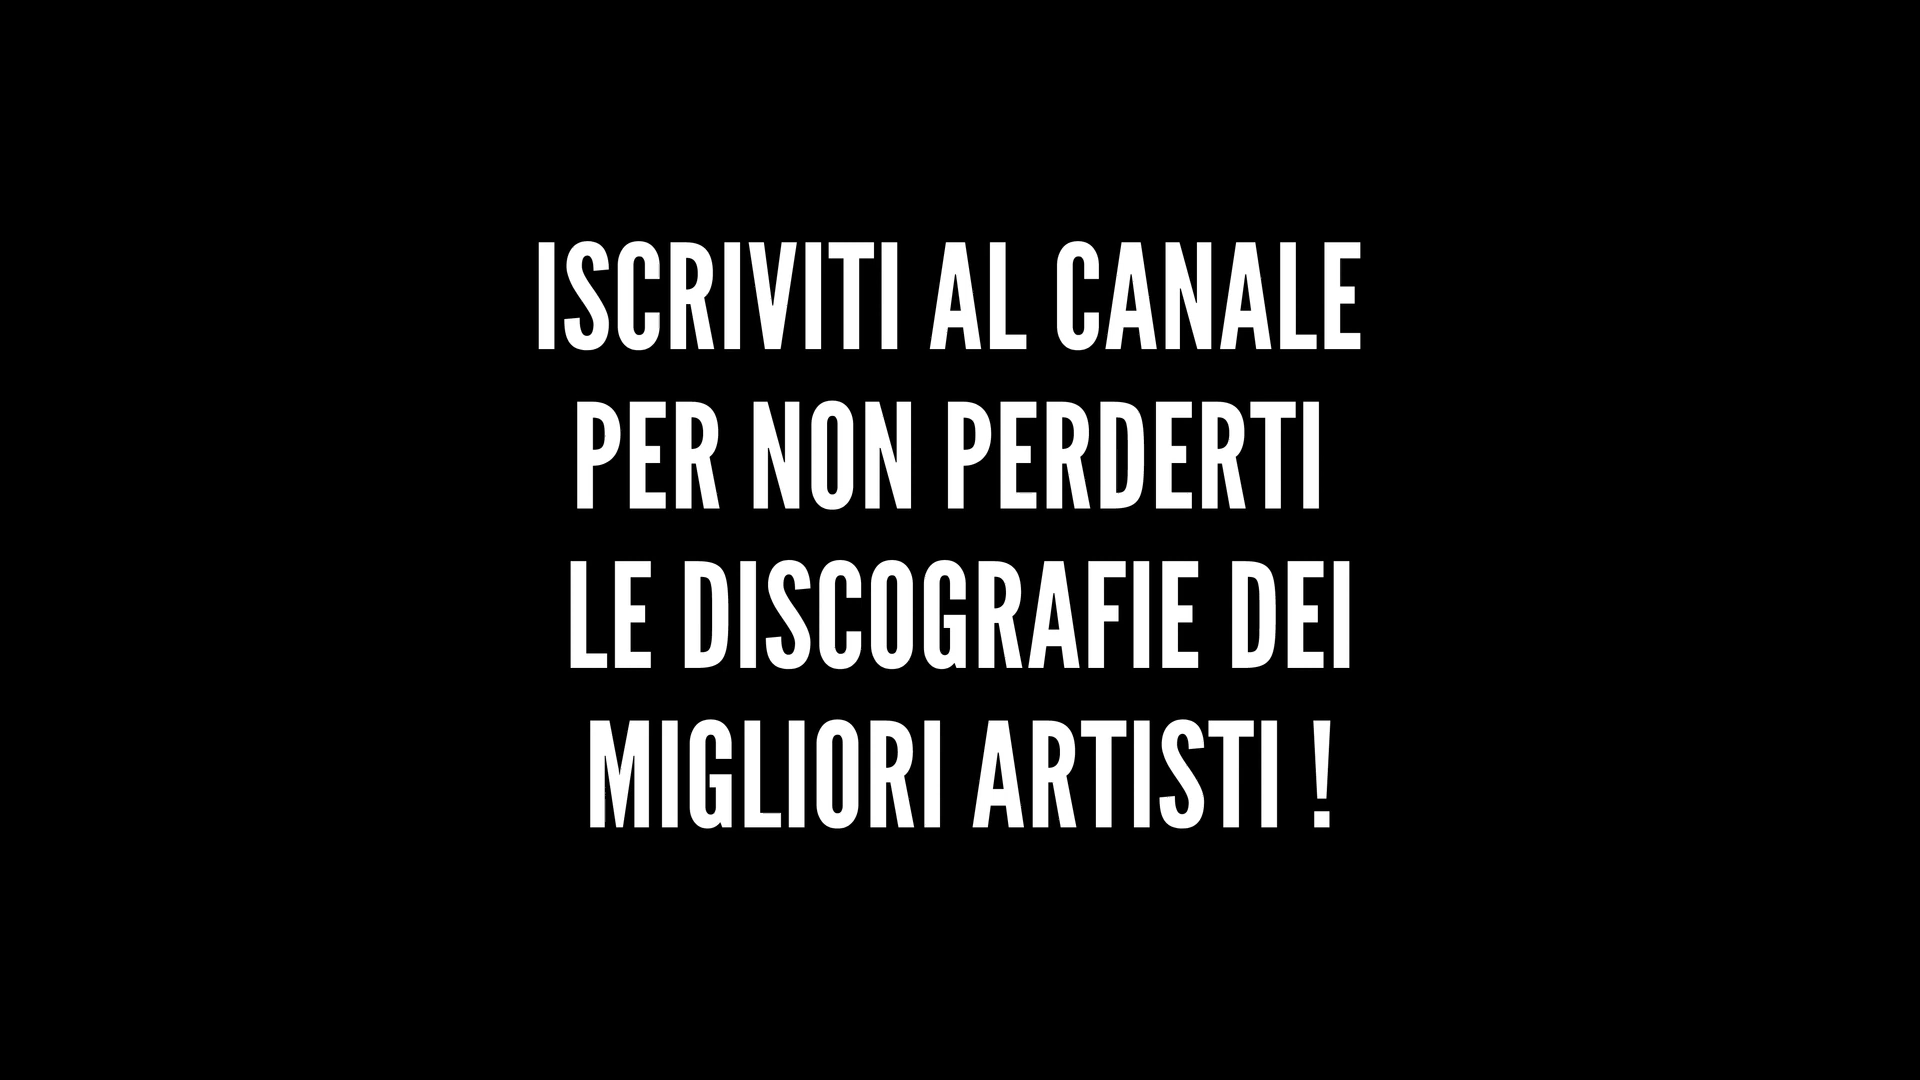 ISCRIVITI AL CANALE
PER NON PERDERTI
LE DISCOGRAFIE DEI
MIGLIORI ARTISTI !